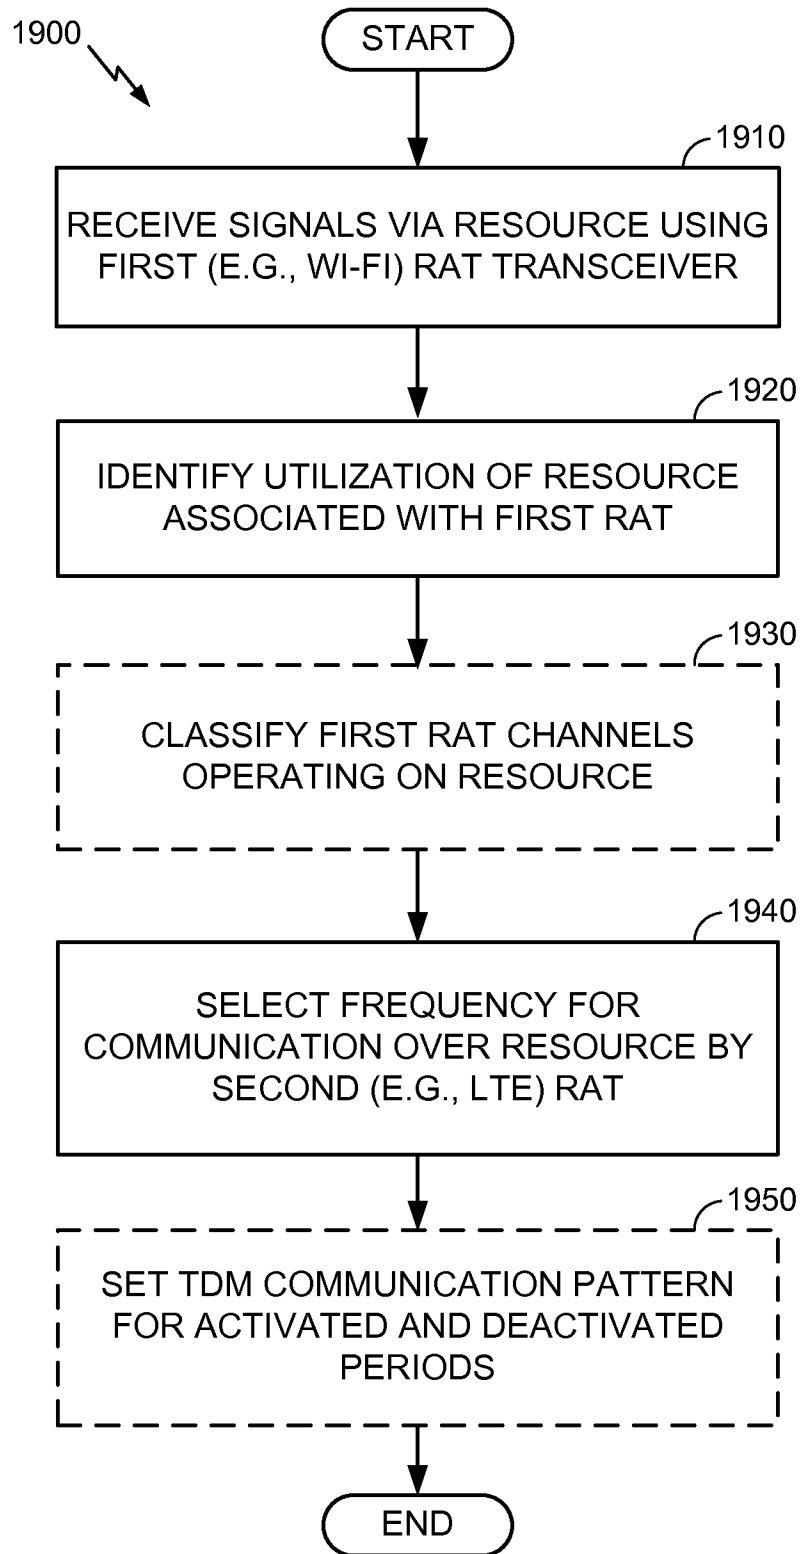 1900
START
1910
RECEIVE SIGNALS VIA RESOURCE USING
FIRST (E.G., WI-FI) RAT TRANSCEIVER
1920
IDENTIFY UTILIZATION OF RESOURCE
ASSOCIATED WITH FIRST RAT
1930
CLASSIFY FIRST RAT CHANNELS
OPERATING ON RESOURCE
1940
SELECT FREQUENCY FOR
COMMUNICATION OVER RESOURCE BY
SECOND (E.G., LTE) RAT
1950
SET TDM COMMUNICATION PATTERN
FOR ACTIVATED AND DEACTIVATED
PERIODS
END